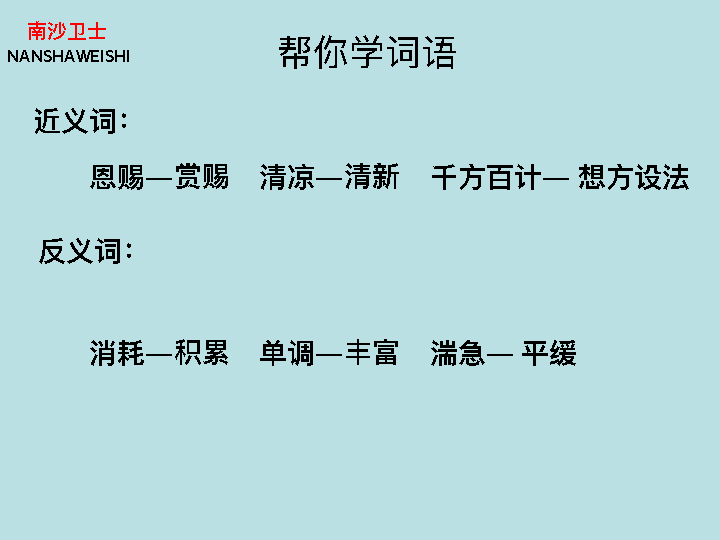 南沙卫士
NANSHAWEISHI
帮你学词语
近义词：
恩赐—赏赐 清凉—清新 千方百计— 想方设法
反义词：
消耗—积累 单调—丰富 湍急— 平缓